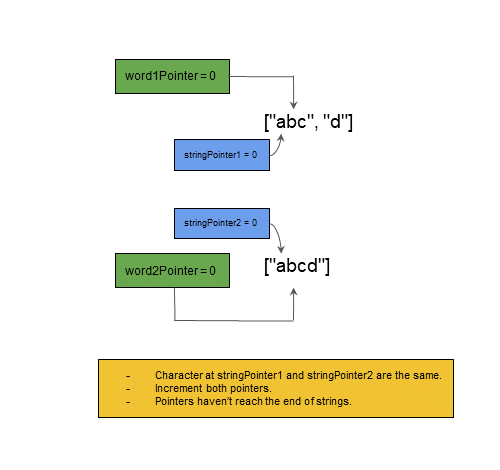 word1Pointer = 0
["abc", "d"]
stringPointer1 = 0
stringPointer2 = 0
word2Pointer = 0
["abcd"]
- Character at stringPointer1 and stringPointer2 are the same.
- Increment both pointers.
- Pointers haven't reach the end of strings.